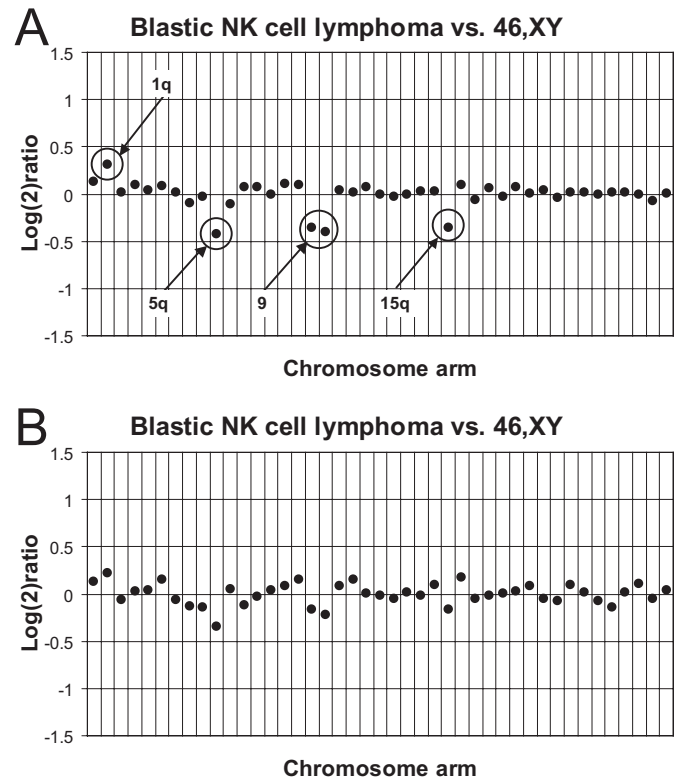 A
Blastic NK cell lymphoma vs. 46,XY
1.5
1
0.5
0
-0.5
-1
-1.5
Log(2)ratio
1q
5q
9
15q
Chromosome arm
B
Blastic NK cell lymphoma vs. 46,XY
1.5
1
0.5
0
-0.5
-1
-1.5
Log(2)ratio
Chromosome arm